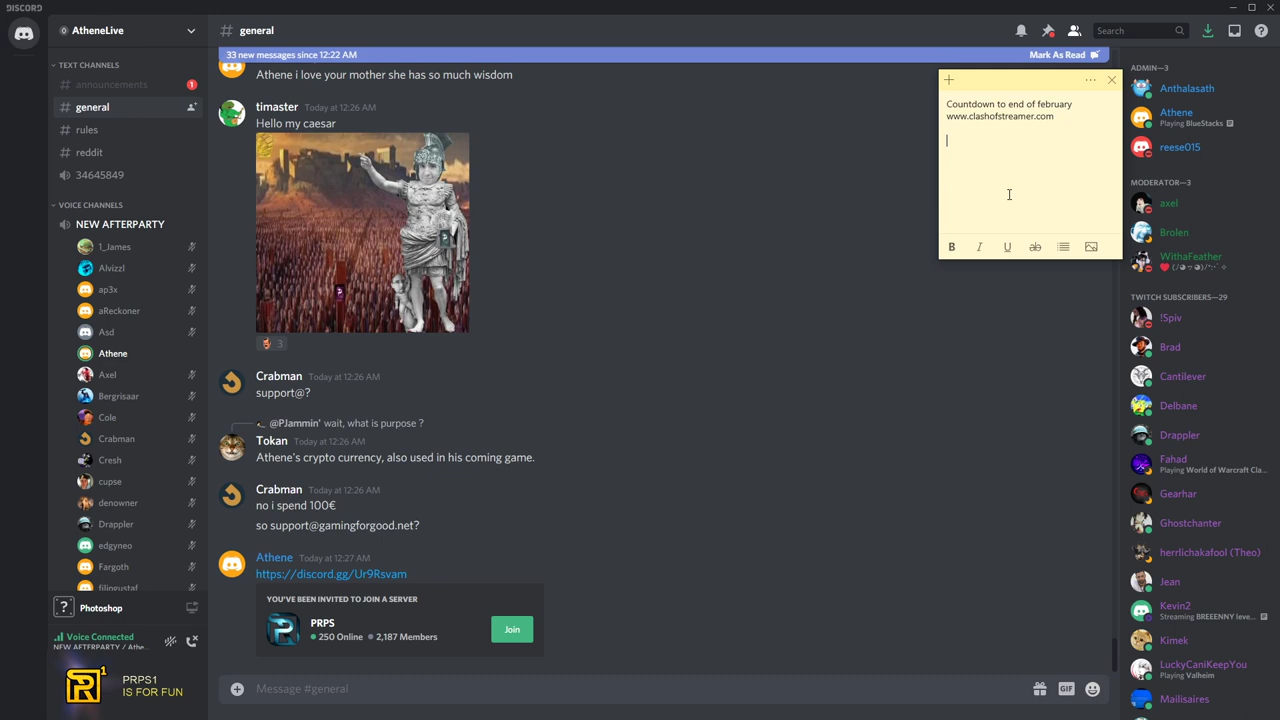 DISCORD
AtheneLive
# general
Search
33 new messages since 12:22 AM
Mark As Read
TEXT CHANNELS
# announcements
1
# general
# rules
# reddit
34645849
VOICE CHANNELS
NEW AFTERPARTY
1_James
Alvizzl
ap3x
aReckoner
Asd
Athene
Axel
Bergrisaar
Cole
Crabman
Cresh
cupse
denowner
Drappler
edgyneo
Fargoth
filingustaf
? Photoshop
Voice Connected
NEW AFTERPARTY / Athe...
1
PRPS1
IS FOR FUN
Athene i love your mother she has so much wisdom
timaster Today at 12:26 AM
Hello my caesar
3
Crabman Today at 12:26 AM
support@?
@PJammin' wait, what is purpose ?
Tokan Today at 12:26 AM
Athene's crypto currency, also used in his coming game.
Crabman Today at 12:26 AM
no i spend 100€
so support@gamingforgood.net?
Athene Today at 12:27 AM
https://discord.gg/Ur9Rsvam
YOU'VE BEEN INVITED TO JOIN A SERVER
PRPS
250 Online 2,187 Members
Join
Message #general
GIF
Countdown to end of february
www.clashofstreamer.com
B I U ab
ADMIN—3
Anthalasath
Athene
Playing BlueStacks
reese015
MODERATOR—3
axel
Brolen
WithaFeather
TWITCH SUBSCRIBERS—29
!Spiv
Brad
Cantilever
Delbane
Drappler
Fahad
Playing World of Warcraft Cla...
Gearhar
Ghostchanter
herrlichakafool (Theo)
Jean
Kevin2
Streaming BREEENNY leve...
Kimek
LuckyCaniKeepYou
Playing Valheim
Mailisaires